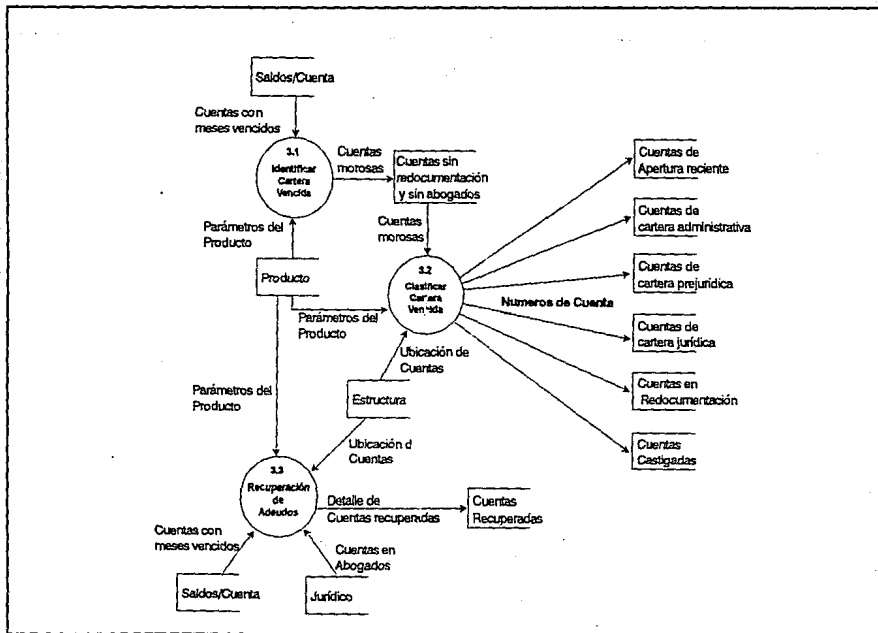 Saldos/Cuenta
Cuentas con
meses vencidos
3.1
Identificar
Cartera
Vencida
Cuentas
morosas
Cuentas sin
redocumentación
y sin abogados
Cuentas
morosas
Parámetros del
Producto
Producto
Parámetros del
Producto
3.2
Clasificar
Cartera
Vencida
Numeros de Cuenta
Cuentas de
Apertura reciente
Cuentas de
cartera administrativa
Cuentas de
cartera prejurídica
Cuentas de
cartera jurídica
Cuentas en
Redocumentación
Cuentas
Castigadas
Ubicación de
Cuentas
Estructura
Parámetros del
Producto
Ubicación d
Cuentas
3.3
Recuperación
de
Adeudos
Detalle de
Cuentas recuperadas
Cuentas
Recuperadas
Cuentas con
meses vencidos
Cuentas en
Abogados
Saldos/Cuenta
Jurídico